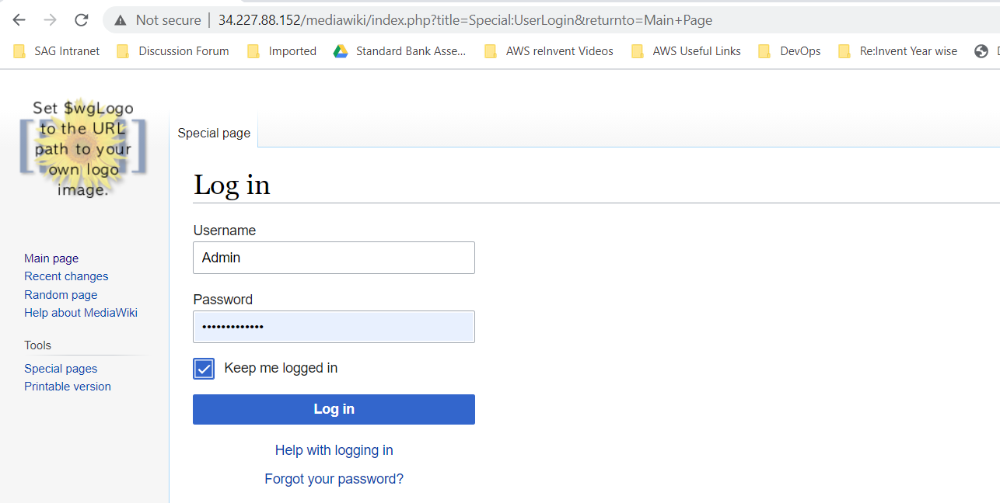 Not secure | 34.227.88.152/mediawiki/index.php?title=Special:UserLogin&returnto=Main+Page
SAG Intranet Discussion Forum Imported Standard Bank Asse... AWS reInvent Videos AWS Useful Links DevOps Re:Invent Year wise
Set $wgLogo
to the URL
path to your
own logo
image.
Main page
Recent changes
Random page
Help about MediaWiki
Tools
Special pages
Printable version
Special page
Log in
Username
Admin
Password
•••••••••••••
Keep me logged in
Log in
Help with logging in
Forgot your password?